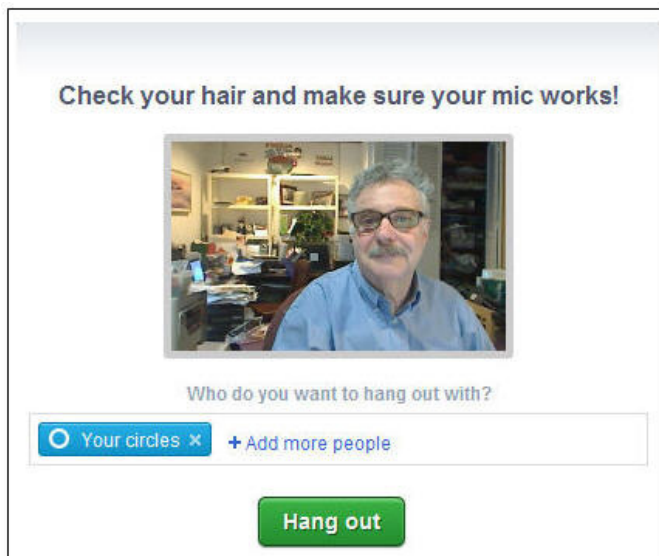 Check your hair and make sure your mic works!
Who do you want to hang out with?
Your circles × + Add more people
Hang out